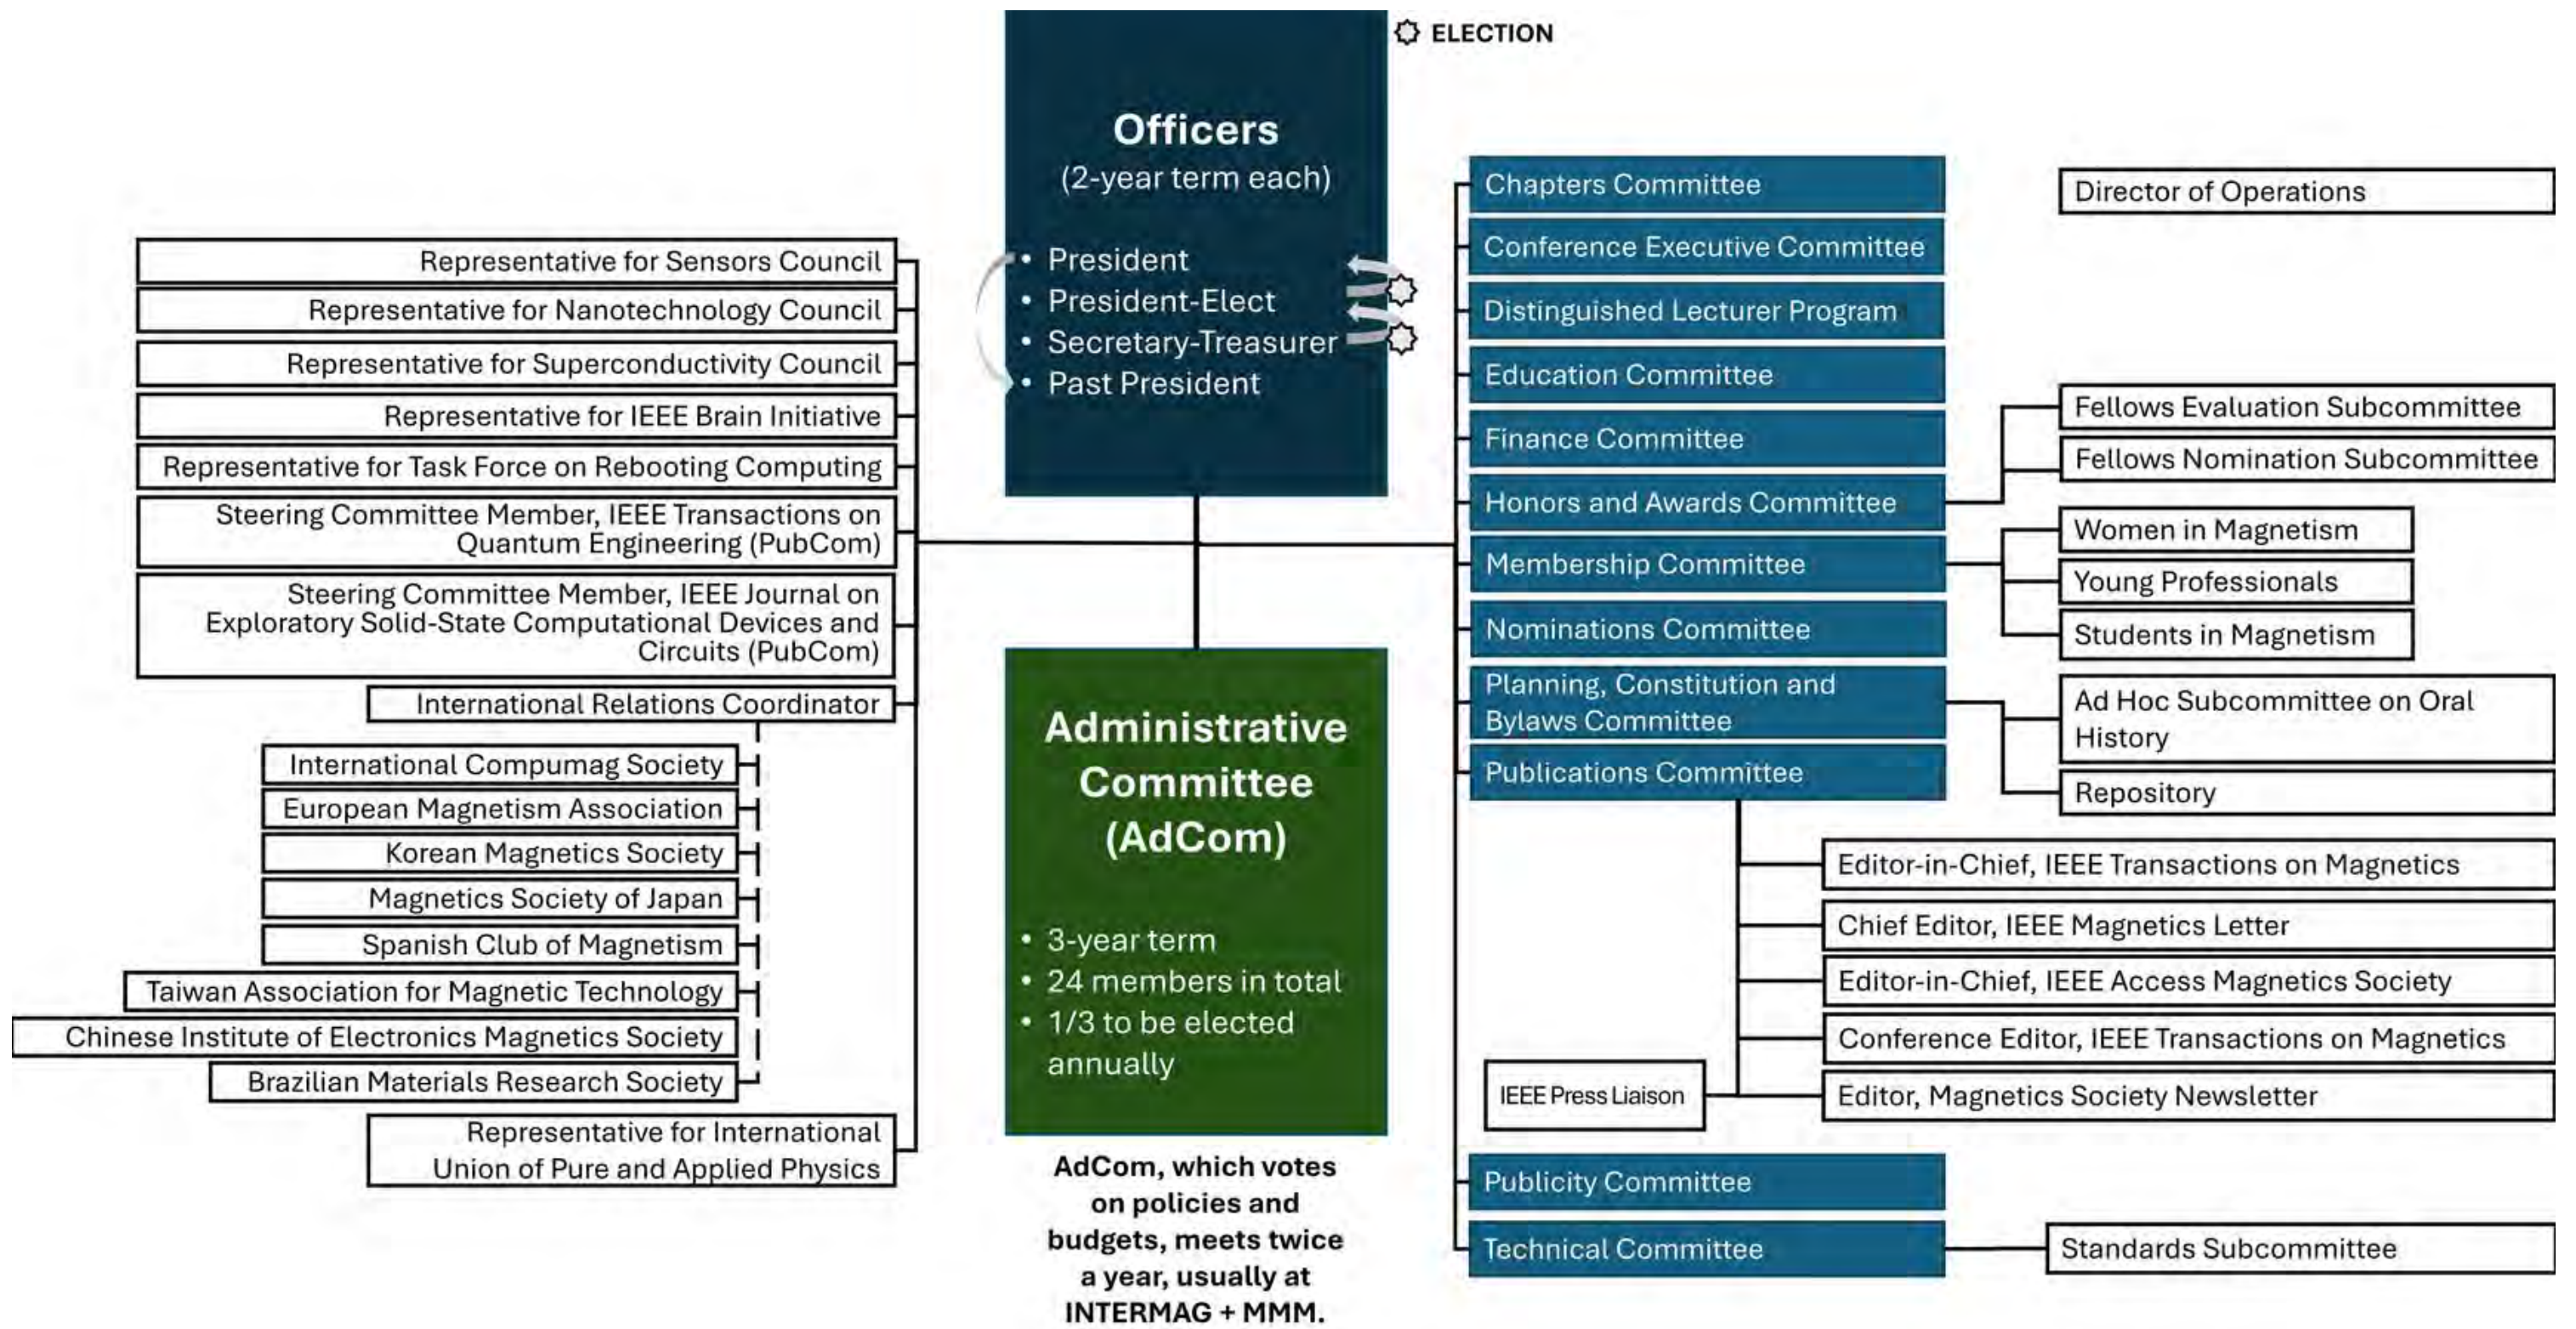 ELECTION
Officers
(2-year term each)
• President
• President-Elect
• Secretary-Treasurer
• Past President
Representative for Sensors Council
Representative for Nanotechnology Council
Representative for Superconductivity Council
Representative for IEEE Brain Initiative
Representative for Task Force on Rebooting Computing
Steering Committee Member, IEEE Transactions on
Quantum Engineering (PubCom)
Steering Committee Member, IEEE Journal on
Exploratory Solid-State Computational Devices and
Circuits (PubCom)
International Relations Coordinator
International Compumag Society
European Magnetism Association
Korean Magnetics Society
Magnetics Society of Japan
Spanish Club of Magnetism
Taiwan Association for Magnetic Technology
Chinese Institute of Electronics Magnetics Society
Brazilian Materials Research Society
Representative for International
Union of Pure and Applied Physics
Administrative
Committee
(AdCom)
• 3-year term
• 24 members in total
• 1/3 to be elected
annually
AdCom, which votes
on policies and
budgets, meets twice
a year, usually at
INTERMAG + MMM.
Chapters Committee
Conference Executive Committee
Distinguished Lecturer Program
Education Committee
Finance Committee
Honors and Awards Committee
Membership Committee
Nominations Committee
Planning, Constitution and
Bylaws Committee
Publications Committee
Director of Operations
Fellows Evaluation Subcommittee
Fellows Nomination Subcommittee
Women in Magnetism
Young Professionals
Students in Magnetism
Ad Hoc Subcommittee on Oral
History
Repository
Editor-in-Chief, IEEE Transactions on Magnetics
Chief Editor, IEEE Magnetics Letter
Editor-in-Chief, IEEE Access Magnetics Society
Conference Editor, IEEE Transactions on Magnetics
IEEE Press Liaison
Editor, Magnetics Society Newsletter
Publicity Committee
Technical Committee
Standards Subcommittee